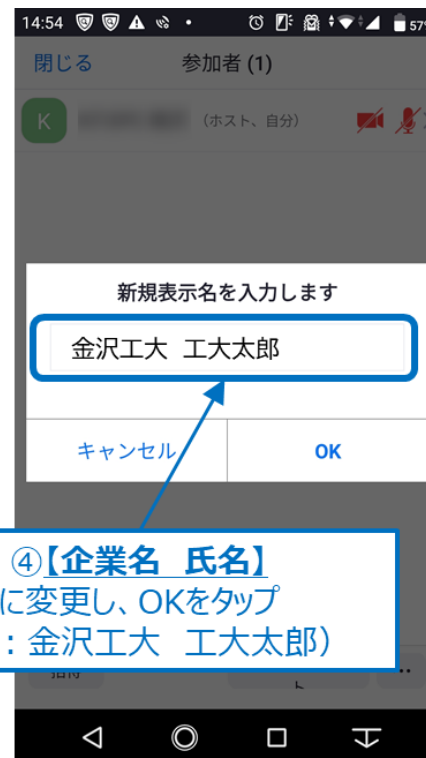 14:54
57%
閉じる 参加者 (1)
K （ホスト、自分）
新規表示名を入力します
金沢工大 工大太郎
キャンセル OK
④【企業名 氏名】
に変更し、OKをタップ
：金沢工大 工大太郎）